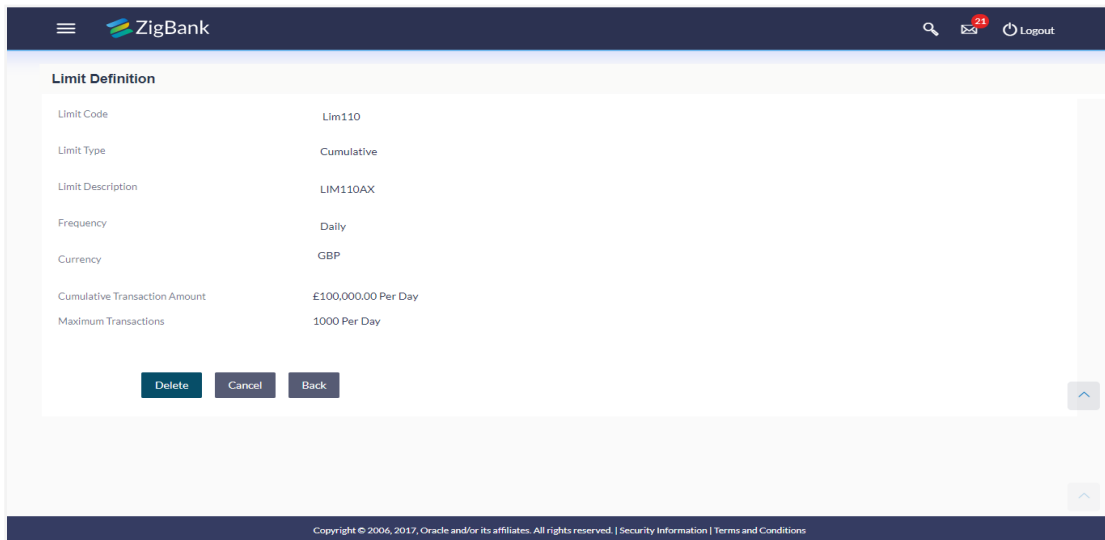 ZigBank
21
Logout
Limit Definition
Limit Code Lim110
Limit Type Cumulative
Limit Description LIM110AX
Frequency Daily
Currency GBP
Cumulative Transaction Amount £100,000.00 Per Day
Maximum Transactions 1000 Per Day
Delete Cancel Back
Copyright © 2006, 2017, Oracle and/or its affiliates. All rights reserved. | Security Information | Terms and Conditions